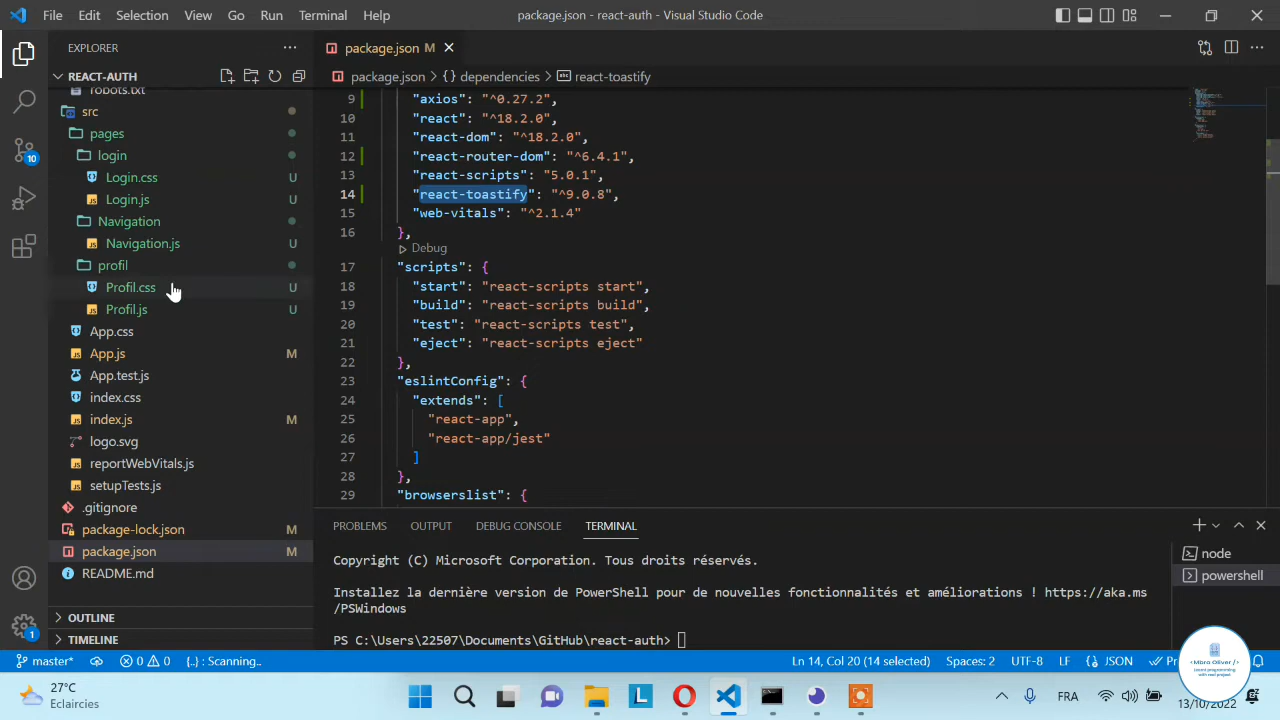 File Edit Selection View Go Run Terminal Help
package.json - react-auth - Visual Studio Code
EXPLORER
REACT-AUTH
robots.txt
src
pages
login
Login.css U
Login.js U
Navigation
Navigation.js U
profil
Profil.css U
Profil.js U
App.css
App.js M
App.test.js
index.css
index.js M
logo.svg
reportWebVitals.js
setupTests.js
.gitignore
package-lock.json M
package.json M
README.md
OUTLINE
TIMELINE
10
1
package.json M
package.json > {} dependencies > react-toastify
9 "axios": "^0.27.2",
10 "react": "^18.2.0",
11 "react-dom": "^18.2.0",
12 "react-router-dom": "^6.4.1",
13 "react-scripts": "5.0.1",
14 "react-toastify": "^9.0.8",
15 "web-vitals": "^2.1.4"
16 },
Debug
17 "scripts": {
18 "start": "react-scripts start",
19 "build": "react-scripts build",
20 "test": "react-scripts test",
21 "eject": "react-scripts eject"
22 },
23 "eslintConfig": {
24 "extends": [
25 "react-app",
26 "react-app/jest"
27 ]
28 },
29 "browserslist": {
PROBLEMS OUTPUT DEBUG CONSOLE TERMINAL
Copyright (C) Microsoft Corporation. Tous droits réservés.
Installez la dernière version de PowerShell pour de nouvelles fonctionnalités et améliorations ! https://aka.ms
/PSWindows
PS C:\Users\22507\Documents\GitHub\react-auth>
node
powershell
master* 0 0 {..} : Scanning..
Ln 14, Col 20 (14 selected) Spaces: 2 UTF-8 LF {} JSON
<Mbra Oliver />
Learn programming
with real project
27°C
Eclaircies
FRA
13/10/2022